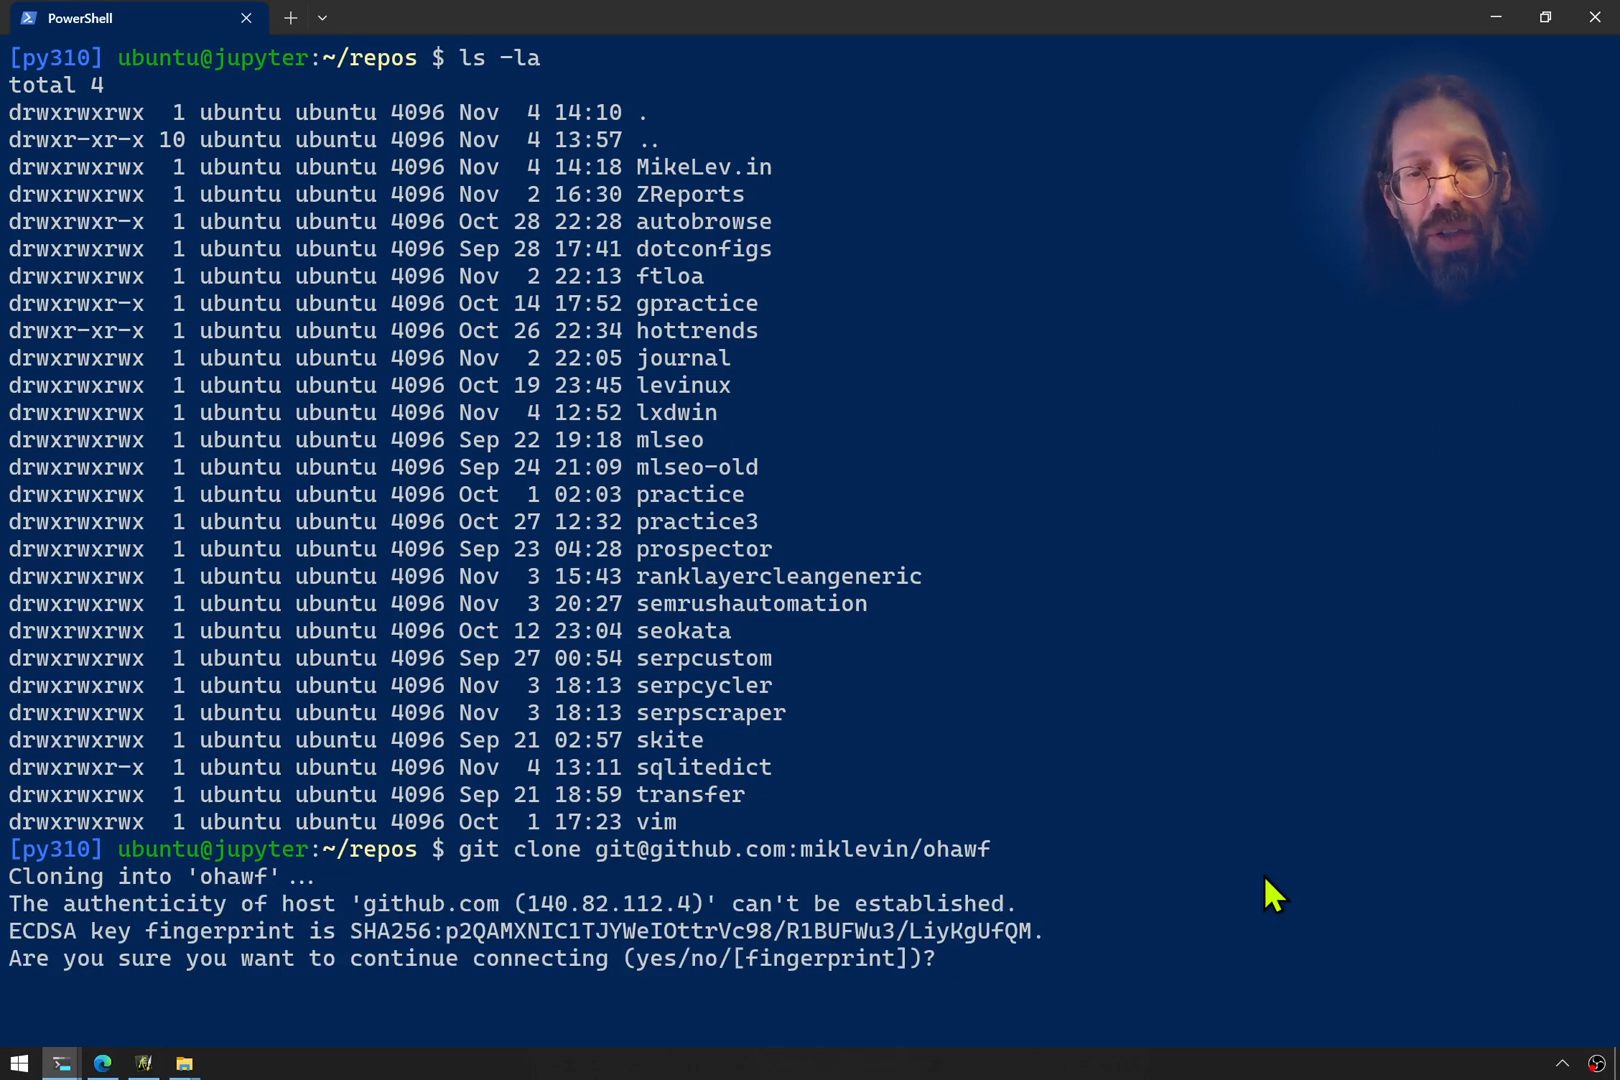 PowerShell
[py310] ubuntu@jupyter:~/repos $ ls -la
total 4
drwxrwxrwx  1 ubuntu ubuntu 4096 Nov  4 14:10 .
drwxr-xr-x 10 ubuntu ubuntu 4096 Nov  4 13:57 ..
drwxrwxrwx  1 ubuntu ubuntu 4096 Nov  4 14:18 MikeLev.in
drwxrwxrwx  1 ubuntu ubuntu 4096 Nov  2 16:30 ZReports
drwxrwxr-x  1 ubuntu ubuntu 4096 Oct 28 22:28 autobrowse
drwxrwxrwx  1 ubuntu ubuntu 4096 Sep 28 17:41 dotconfigs
drwxrwxrwx  1 ubuntu ubuntu 4096 Nov  2 22:13 ftloa
drwxrwxr-x  1 ubuntu ubuntu 4096 Oct 14 17:52 gpractice
drwxr-xr-x  1 ubuntu ubuntu 4096 Oct 26 22:34 hottrends
drwxrwxrwx  1 ubuntu ubuntu 4096 Nov  2 22:05 journal
drwxrwxrwx  1 ubuntu ubuntu 4096 Oct 19 23:45 levinux
drwxrwxrwx  1 ubuntu ubuntu 4096 Nov  4 12:52 lxdwin
drwxrwxrwx  1 ubuntu ubuntu 4096 Sep 22 19:18 mlseo
drwxrwxrwx  1 ubuntu ubuntu 4096 Sep 24 21:09 mlseo-old
drwxrwxrwx  1 ubuntu ubuntu 4096 Oct  1 02:03 practice
drwxrwxrwx  1 ubuntu ubuntu 4096 Oct 27 12:32 practice3
drwxrwxrwx  1 ubuntu ubuntu 4096 Sep 23 04:28 prospector
drwxrwxrwx  1 ubuntu ubuntu 4096 Nov  3 15:43 ranklayercleangeneric
drwxrwxrwx  1 ubuntu ubuntu 4096 Nov  3 20:27 semrushautomation
drwxrwxrwx  1 ubuntu ubuntu 4096 Oct 12 23:04 seokata
drwxrwxrwx  1 ubuntu ubuntu 4096 Sep 27 00:54 serpcustom
drwxrwxrwx  1 ubuntu ubuntu 4096 Nov  3 18:13 serpcycler
drwxrwxrwx  1 ubuntu ubuntu 4096 Nov  3 18:13 serpscraper
drwxrwxrwx  1 ubuntu ubuntu 4096 Sep 21 02:57 skite
drwxrwxr-x  1 ubuntu ubuntu 4096 Nov  4 13:11 sqlitedict
drwxrwxrwx  1 ubuntu ubuntu 4096 Sep 21 18:59 transfer
drwxrwxrwx  1 ubuntu ubuntu 4096 Oct  1 17:23 vim
[py310] ubuntu@jupyter:~/repos $ git clone git@github.com:miklevin/ohawf
Cloning into 'ohawf'...
The authenticity of host 'github.com (140.82.112.4)' can't be established.
ECDSA key fingerprint is SHA256:p2QAMXNIC1TJYWeIOttrVc98/R1BUFWu3/LiyKgUfQM.
Are you sure you want to continue connecting (yes/no/[fingerprint])?